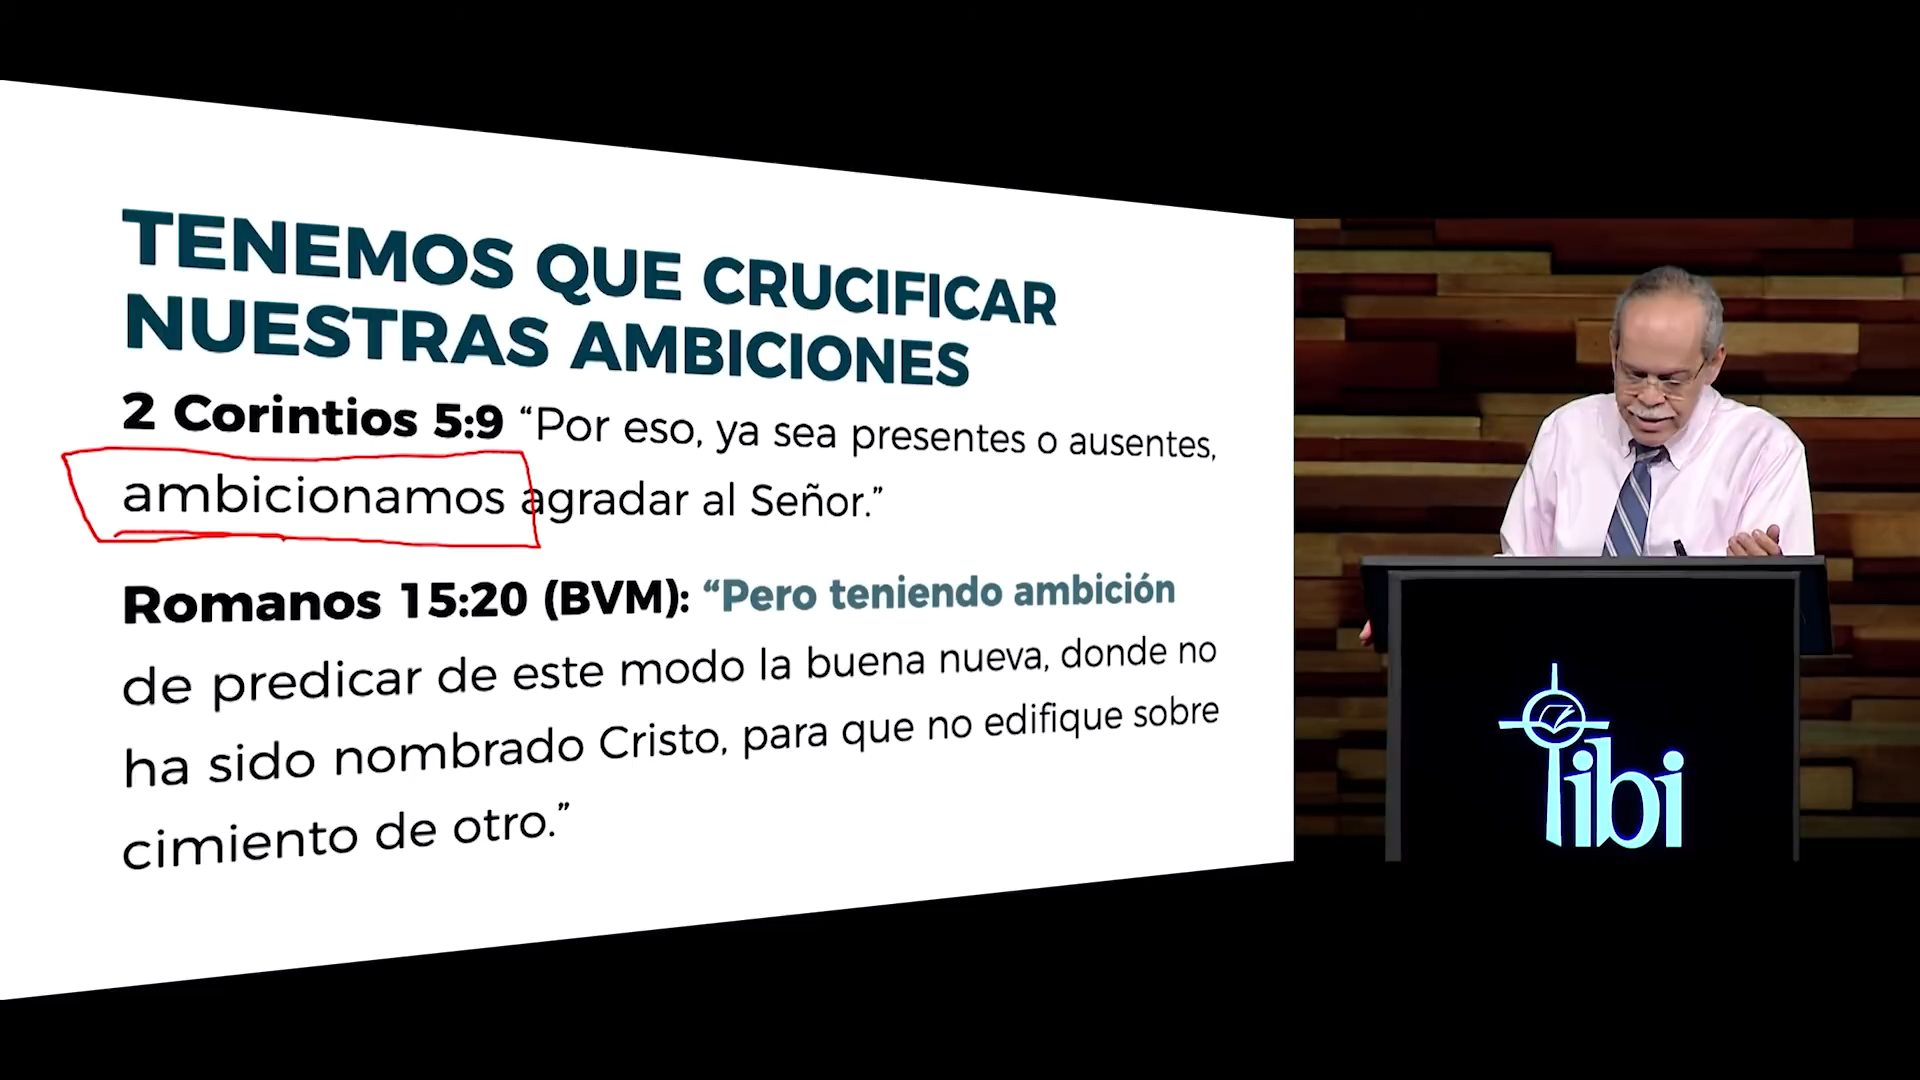 TENEMOS QUE CRUCIFICAR
NUESTRAS AMBICIONES
2 Corintios 5:9 “Por eso, ya sea presentes o ausentes,
ambicionamos agradar al Señor.”
Romanos 15:20 (BVM): “Pero teniendo ambición
de predicar de este modo la buena nueva, donde no
ha sido nombrado Cristo, para que no edifique sobre
cimiento de otro.”
ibi